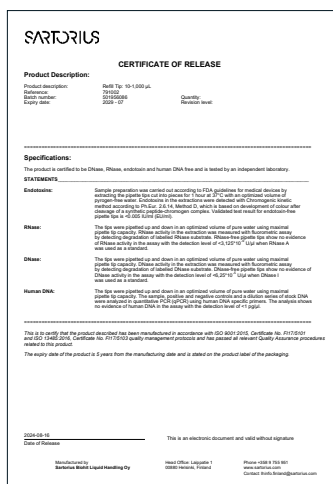 SARTORIUS
CERTIFICATE OF RELEASE
Product Description:
Product description: Refill Tip: 10-1,000 µL
Reference: 791002
Batch number: Quantity:
Expiry date: 2029 - 07 Revision level:
Specifications:
The product is certified to be DNase, RNase, endotoxin and human DNA free and is tested by an independent laboratory.
STATEMENTS
Endotoxins: Sample preparation was carried out according to FDA guidelines for medical devices by
extracting the pipette tips cut into pieces for 1 hour at 37°C with an optimized volume of
pyrogen-free water. Endotoxins in the extractions were detected with Chromogenic kinetic
method according to Ph.Eur. 2.6.14, Method D, which is based on development of colour after
cleavage of a synthetic peptide-chromogen complex. Validated test result for endotoxin-free
pipette tips is <0.005 IU/ml (EU/ml).
RNase: The tips were pipetted up and down in an optimized volume of pure water using maximal
pipette tip capacity. RNase activity in the extraction was measured with fluorometric assay
by detecting degradation of labelled RNase substrate. RNase-free pipette tips show no evidence
of RNase activity in the assay with the detection level of U/µl when RNase A
was used as a standard.
DNase: The tips were pipetted up and down in an optimized volume of pure water using maximal
pipette tip capacity. DNase activity in the extraction was measured with fluorometric assay
by detecting degradation of labelled DNase substrate. DNase-free pipette tips show no evidence of
DNase activity in the assay with the detection level of U/µl when DNase I
was used as a standard.
Human DNA: The tips were pipetted up and down in an optimized volume of pure water using maximal
pipette tip capacity. The sample, positive and negative controls and a dilution series of stock DNA
were analyzed in quantitative PCR (qPCR) using human DNA specific primers. The analysis shows
no evidence of human DNA in the assay with the detection level of <1 pg/µl.
This is to certify that the product described has been manufactured in accordance with ISO 9001:2015, Certificate No. FI17/5101
and ISO 13485:2016, Certificate No. FI17/5103 quality management protocols and has passed all relevant Quality Assurance procedures
related to this product.
The expiry date of the product is 5 years from the manufacturing date and is stated on the product label of the packaging.
2024-08-16
Date of Release
This is an electronic document and valid without signature
Manufactured by Head Office: Laippatie 1
Sartorius Biohit Liquid Handling Oy 00880 Helsinki, Finland www.sartorius.com